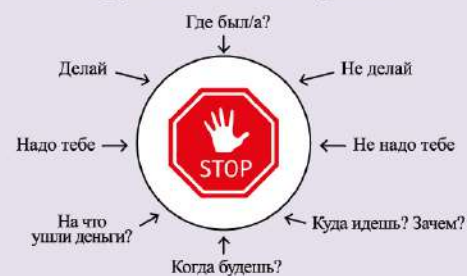 Где был/а?
Делай
Не делай
Надо тебе
STOP
Не надо тебе
На что
ушли деньги?
Куда идешь? Зачем?
Когда будешь?